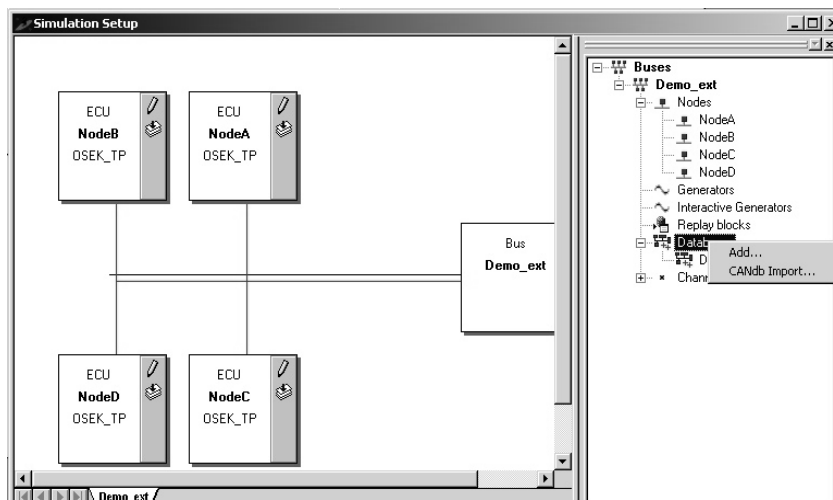 Simulation Setup
ECU
NodeB
OSEK_TP
ECU
NodeA
OSEK_TP
Bus
Demo_ext
ECU
NodeD
OSEK_TP
ECU
NodeC
OSEK_TP
Demo_ext
Buses
Demo_ext
Nodes
NodeA
NodeB
NodeC
NodeD
Generators
Interactive Generators
Replay blocks
Add...
CANdb Import...